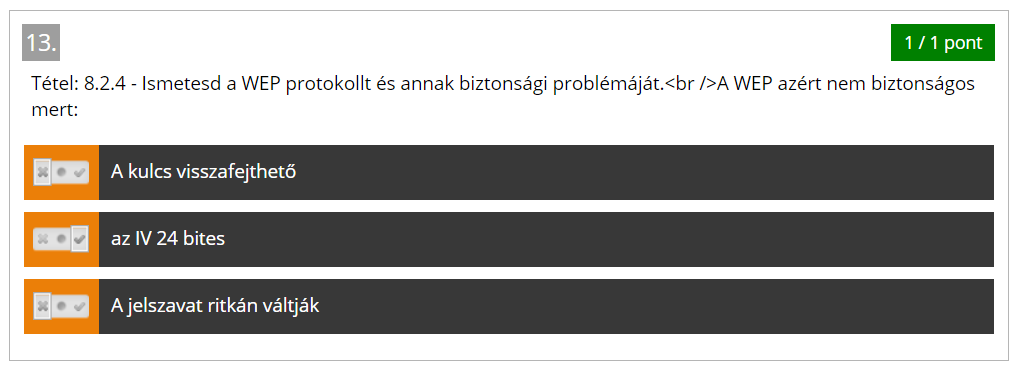 13.
1 / 1 pont
Tétel: 8.2.4 - Ismetesd a WEP protokollt és annak biztonsági problémáját.<br />A WEP azért nem biztonságos
mert:
A kulcs visszafejthető
az IV 24 bites
A jelszavat ritkán váltják